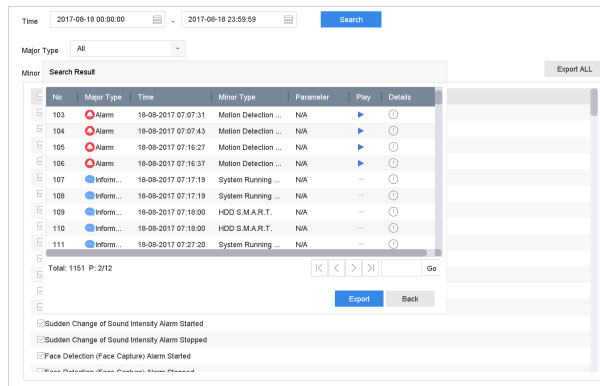 Time 2017-08-18 00:00:00 - 2017-08-18 23:59:59 Search
Major Type All
Minor Search Result Export ALL
No Major Type Time Minor Type Parameter Play Details
103 Alarm 18-08-2017 07:07:31 Motion Detection ... N/A
104 Alarm 18-08-2017 07:07:43 Motion Detection ... N/A
105 Alarm 18-08-2017 07:16:27 Motion Detection ... N/A
106 Alarm 18-08-2017 07:16:37 Motion Detection ... N/A
107 Inform... 18-08-2017 07:17:19 System Running ... N/A —
108 Inform... 18-08-2017 07:17:19 System Running ... N/A —
109 Inform... 18-08-2017 07:18:00 HDD S.M.A.R.T. N/A —
110 Inform... 18-08-2017 07:18:00 HDD S.M.A.R.T. N/A —
111 Inform... 18-08-2017 07:27:20 System Running ... N/A —
Total: 1151 P: 2/12 Go
Export Back
Sudden Change of Sound Intensity Alarm Started
Sudden Change of Sound Intensity Alarm Stopped
Face Detection (Face Capture) Alarm Started
Face Detection (Face Capture) Alarm Stopped